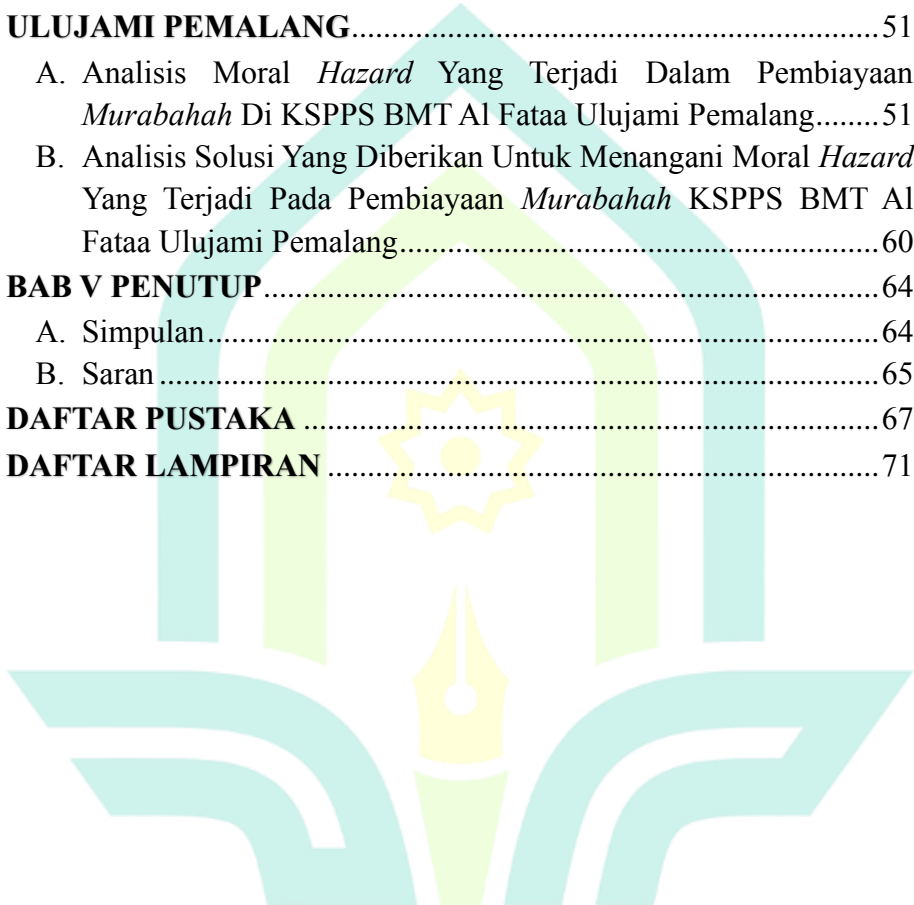 ULUJAMI PEMALANG....................................................................51
A. Analisis Moral Hazard Yang Terjadi Dalam Pembiayaan
Murabahah Di KSPPS BMT Al Fataa Ulujami Pemalang........51
B. Analisis Solusi Yang Diberikan Untuk Menangani Moral Hazard
Yang Terjadi Pada Pembiayaan Murabahah KSPPS BMT Al
Fataa Ulujami Pemalang..............................................................60
BAB V PENUTUP................................................................................64
A. Simpulan.......................................................................................64
B. Saran .............................................................................................65
DAFTAR PUSTAKA ...........................................................................67
DAFTAR LAMPIRAN ........................................................................71